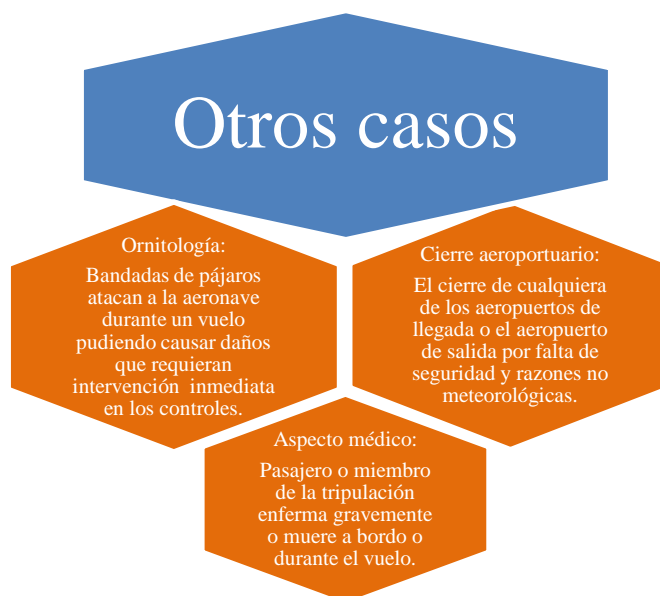 Otros casos
Ornitología:
Bandadas de pájaros
atacan a la aeronave
durante un vuelo
pudiendo causar daños
que requieran
intervención inmediata
en los controles.
Cierre aeroportuario:
El cierre de cualquiera
de los aeropuertos de
llegada o el aeropuerto
de salida por falta de
seguridad y razones no
meteorológicas.
Aspecto médico:
Pasajero o miembro
de la tripulación
enferma gravemente
o muere a bordo o
durante el vuelo.